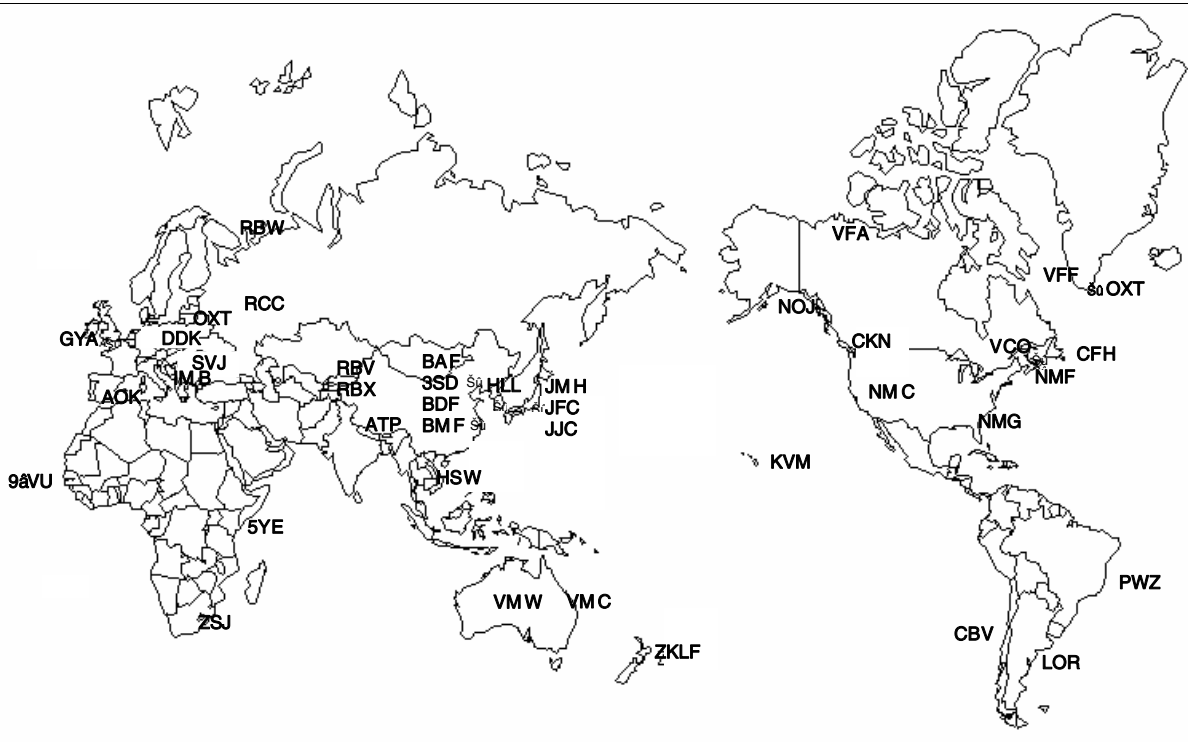 RBW
VFA
VFF
OXT
NOJ
RCC
OXT
GYA
DDK
CKN
VCO
CFH
SVJ
RBV
BAF
IMB
RBX
3SD
HLL
JMH
NMF
AOK
BDF
JFC
NMC
ATP
BMF
JJC
NMG
KVM
9âVU
HSW
5YE
PWZ
VMW
VMC
ZSJ
CBV
ZKLF
LOR